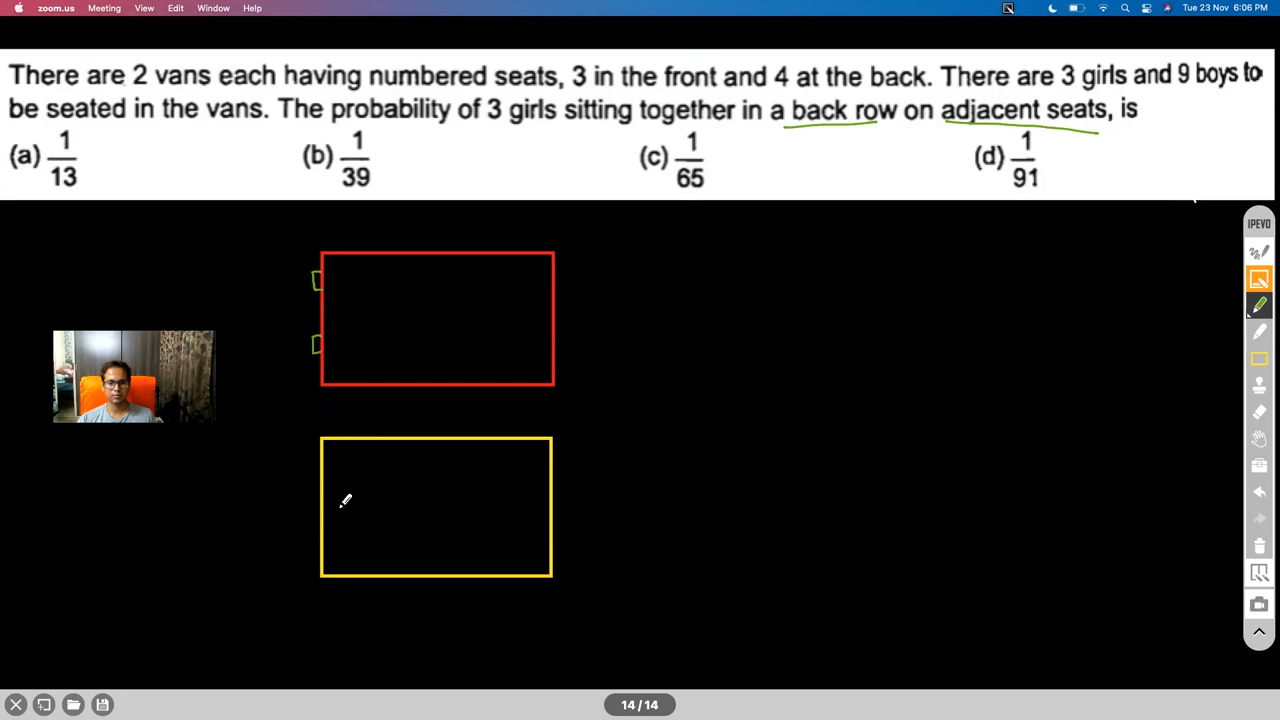 zoom.us Meeting View Edit Window Help Tue 23 Nov 6:06 PM
There are 2 vans each having numbered seats, 3 in the front and 4 at the back. There are 3 girls and 9 boys to
be seated in the vans. The probability of 3 girls sitting together in a back row on adjacent seats, is
(a) 1/13 (b) 1/39 (c) 1/65 (d) 1/91
IPEVO
14 / 14